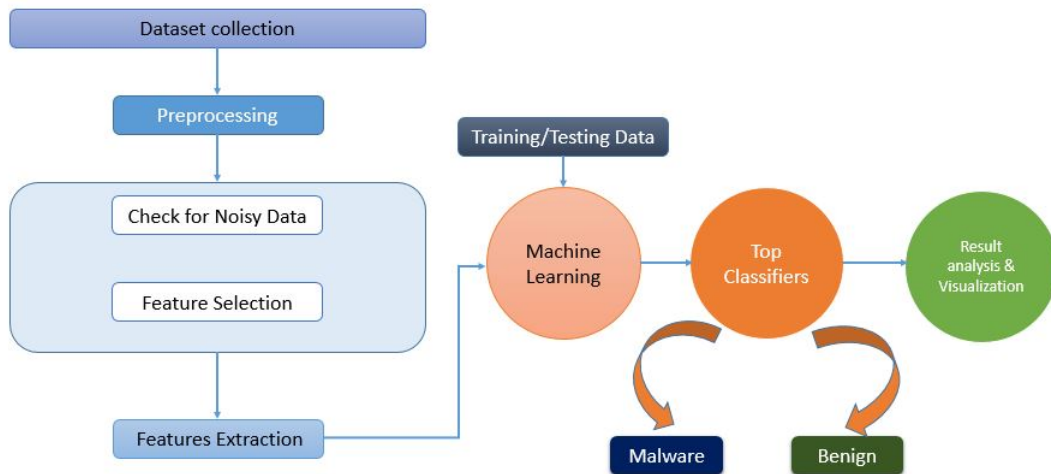 Dataset collection
Preprocessing
Check for Noisy Data
Feature Selection
Features Extraction
Training/Testing Data
Machine
Learning
Top
Classifiers
Result
analysis &
Visualization
Malware
Benign